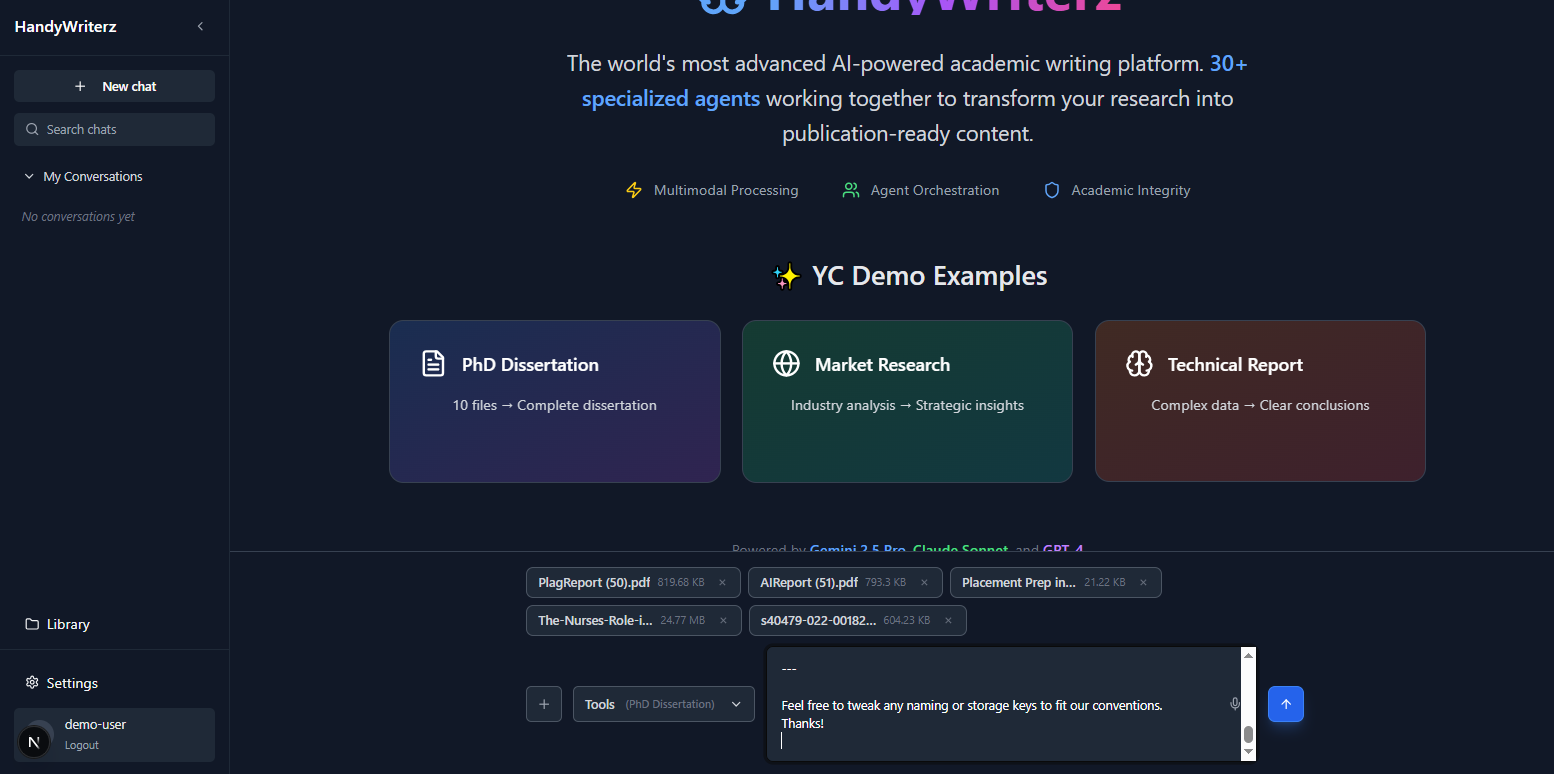 HandyWriterz
New chat
Search chats
My Conversations
No conversations yet
Library
Settings
demo-user
Logout
N
HandyWriterz
The world's most advanced AI-powered academic writing platform. 30+
specialized agents working together to transform your research into
publication-ready content.
Multimodal Processing
Agent Orchestration
Academic Integrity
✨ YC Demo Examples
PhD Dissertation
10 files → Complete dissertation
Market Research
Industry analysis → Strategic insights
Technical Report
Complex data → Clear conclusions
Powered by Gemini 2.5 Pro, Claude Sonnet, and GPT-4
PlagReport (50).pdf 819.68 KB ×
AIReport (51).pdf 793.3 KB ×
Placement Prep in... 21.22 KB ×
The-Nurses-Role-i... 24.77 MB ×
s40479-022-00182... 604.23 KB ×
Tools (PhD Dissertation)
---
Feel free to tweak any naming or storage keys to fit our conventions.
Thanks!